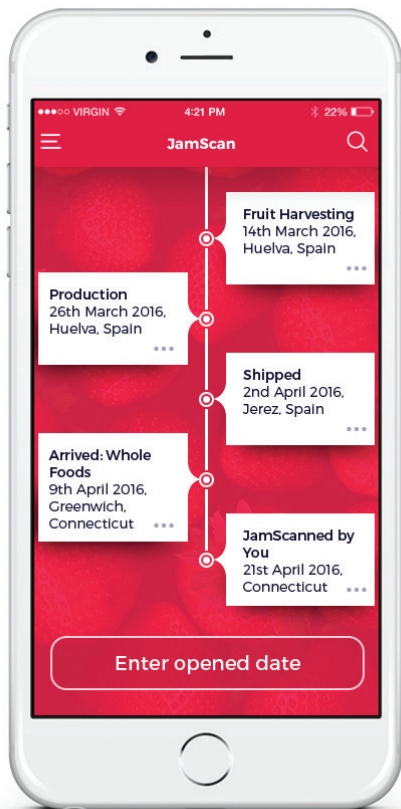 VIRGIN 4:21 PM 22%
JamScan
Fruit Harvesting
14th March 2016,
Huelva, Spain
Production
26th March 2016,
Huelva, Spain
Shipped
2nd April 2016,
Jerez, Spain
Arrived: Whole
Foods
9th April 2016,
Greenwich,
Connecticut
JamScanned by
You
21st April 2016,
Connecticut
Enter opened date